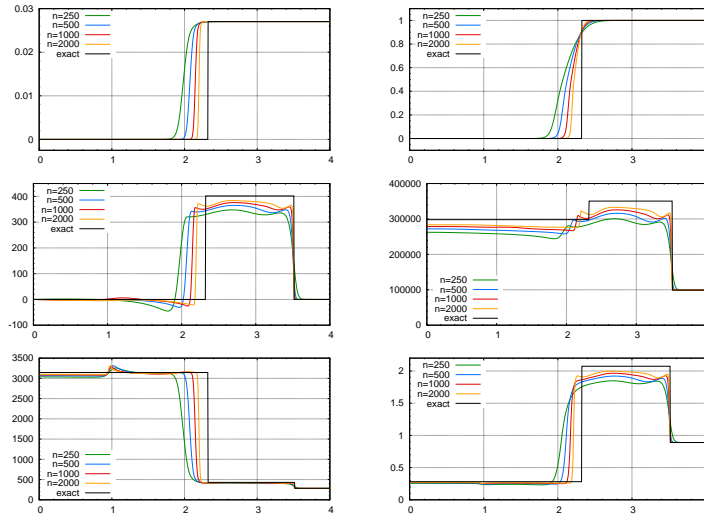 0.03
0.02
0.01
0
0 1 2 3 4
n=250
n=500
n=1000
n=2000
exact
1
0.8
0.6
0.4
0.2
0
0 1 2 3 4
n=250
n=500
n=1000
n=2000
exact
400
300
200
100
0
-100
0 1 2 3 4
n=250
n=500
n=1000
n=2000
exact
400000
300000
200000
100000
0
0 1 2 3 4
n=250
n=500
n=1000
n=2000
exact
3500
3000
2500
2000
1500
1000
500
0
0 1 2 3 4
n=250
n=500
n=1000
n=2000
exact
2
1.5
1
0.5
0
0 1 2 3 4
n=250
n=500
n=1000
n=2000
exact